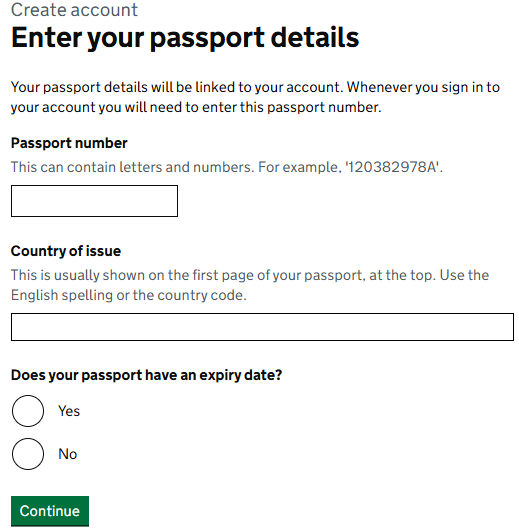 Create account
Enter your passport details
Your passport details will be linked to your account. Whenever you sign in to
your account you will need to enter this passport number.
Passport number
This can contain letters and numbers. For example, '120382978A'.
Country of issue
This is usually shown on the first page of your passport, at the top. Use the
English spelling or the country code.
Does your passport have an expiry date?
Yes
No
Continue